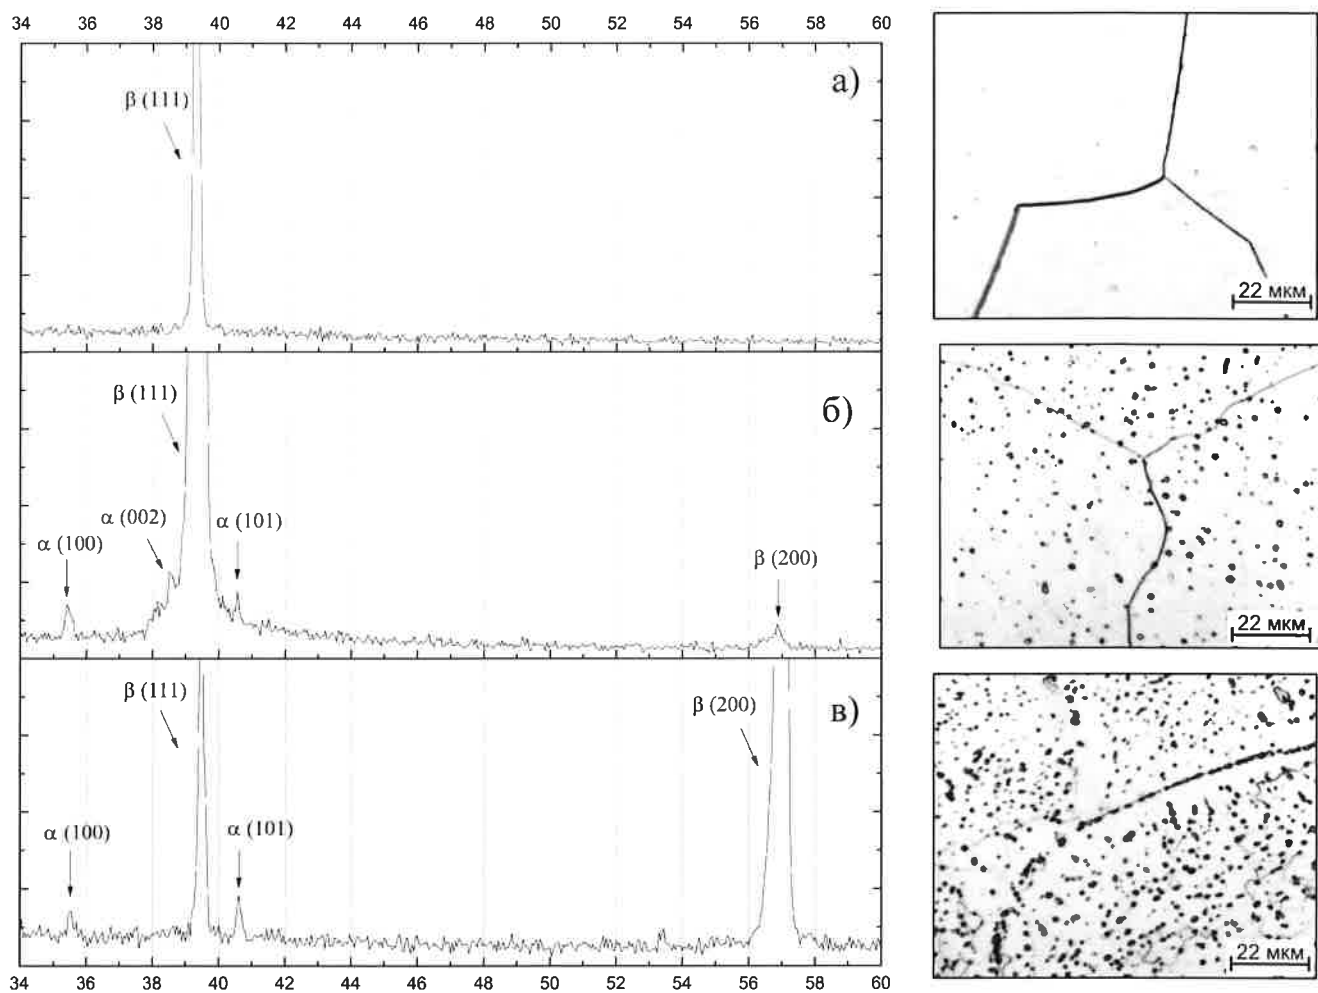 34 36 38 40 42 44 46 48 50 52 54 56 58 60
а)
β (111)
22 мкм
β (111)
б)
α (002)
α (101)
α (100)
β (200)
22 мкм
β (111)
β (200)
в)
α (100)
α (101)
22 мкм
34 36 38 40 42 44 46 48 50 52 54 56 58 60